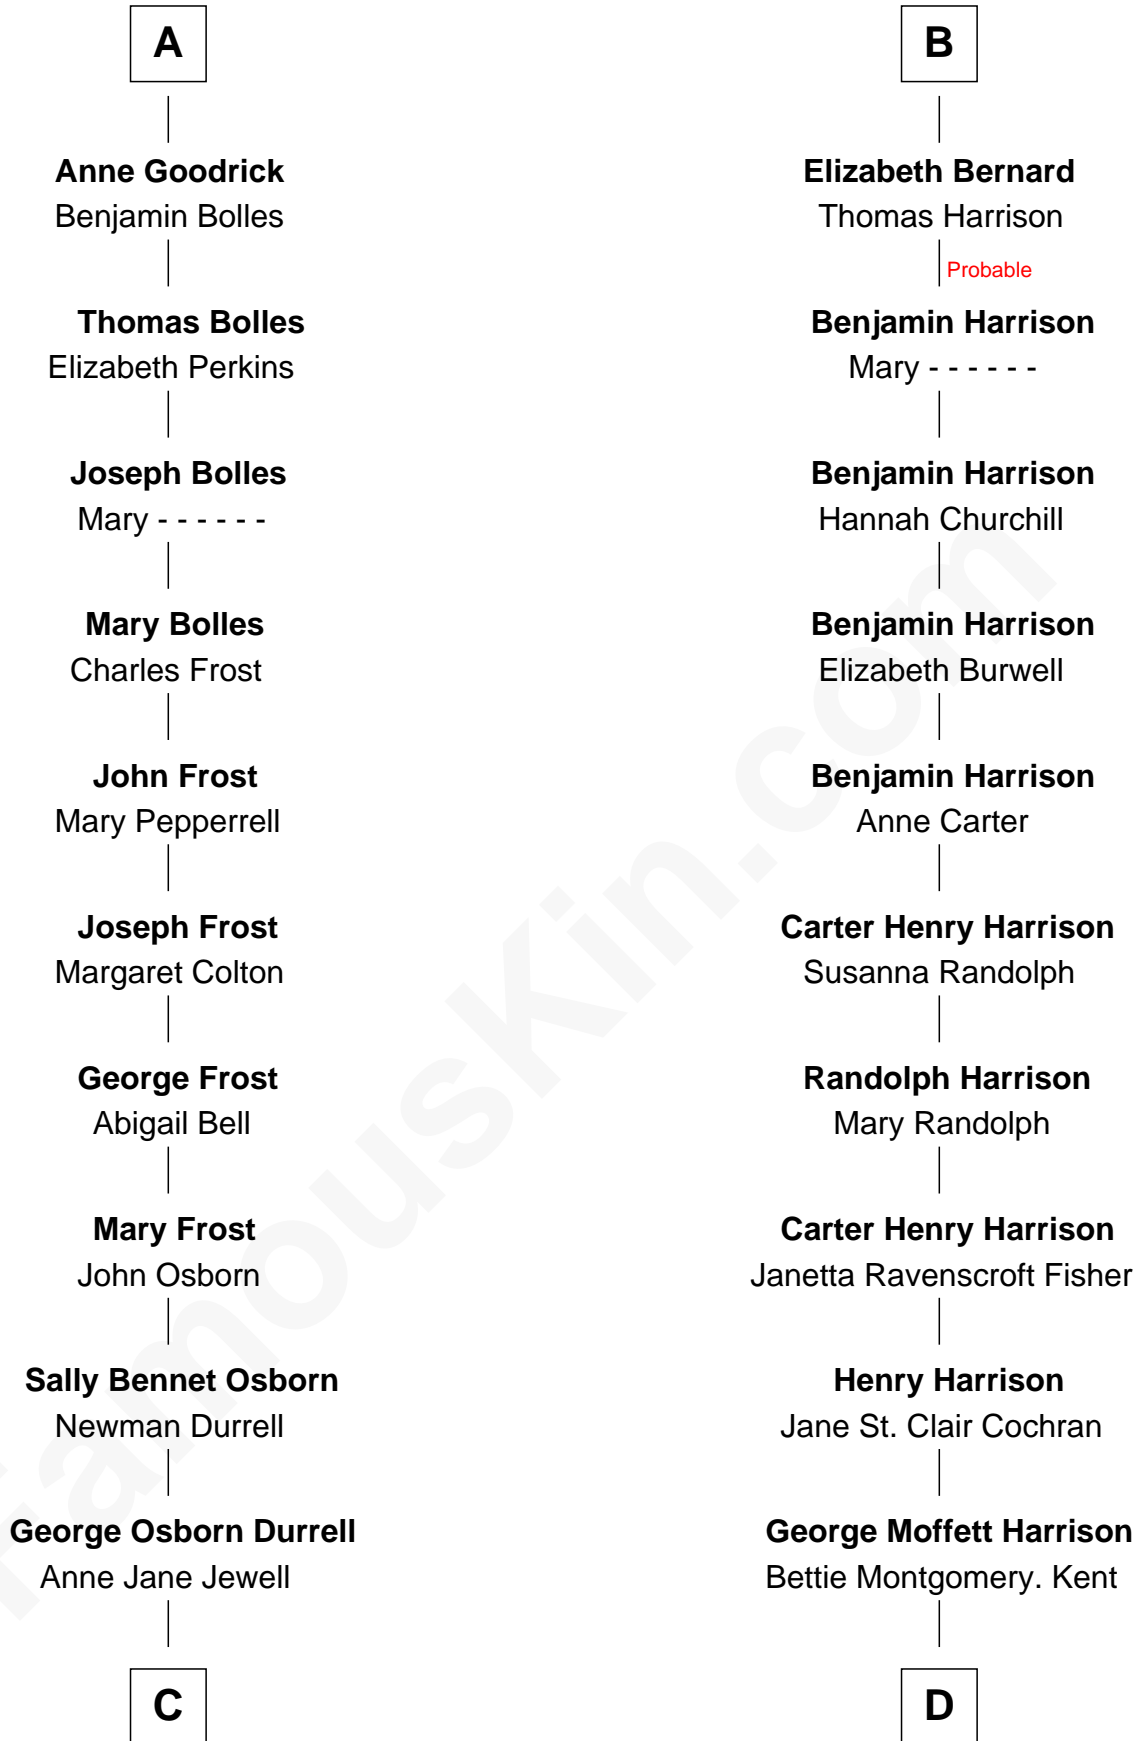 A
Anne Goodrick
Benjamin Bolles
Thomas Bolles
Elizabeth Perkins
Joseph Bolles
Mary - - - - - -
Mary Bolles
Charles Frost
John Frost
Mary Pepperrell
Joseph Frost
Margaret Colton
George Frost
Abigail Bell
Mary Frost
John Osborn
Sally Bennet Osborn
Newman Durrell
George Osborn Durrell
Anne Jane Jewell
C
B
Elizabeth Bernard
Thomas Harrison
Probable
Benjamin Harrison
Mary - - - - - -
Benjamin Harrison
Hannah Churchill
Benjamin Harrison
Elizabeth Burwell
Benjamin Harrison
Anne Carter
Carter Henry Harrison
Susanna Randolph
Randolph Harrison
Mary Randolph
Carter Henry Harrison
Janetta Ravenscroft Fisher
Henry Harrison
Jane St. Clair Cochran
George Moffett Harrison
Bettie Montgomery. Kent
D
FamousKin.com